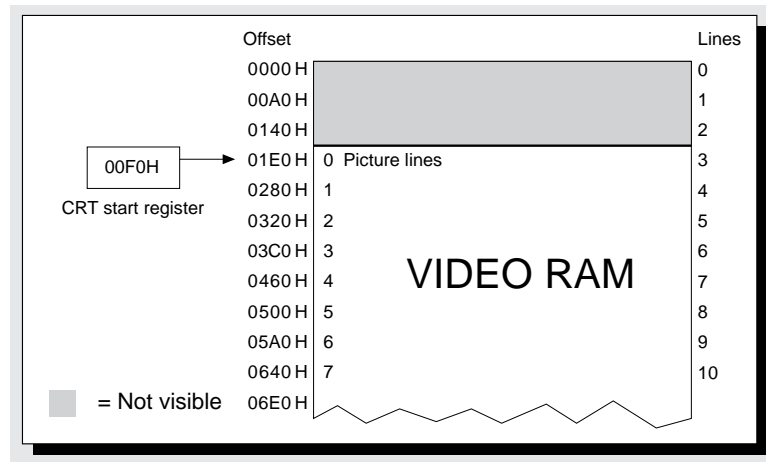 Offset Lines
0000 H 0
00A0 H 1
0140 H 2
00F0H 01E0 H 0 Picture lines 3
0280 H 1 4
CRT start register
0320 H 2 5
03C0 H 3 6
0460 H 4 7
VIDEO RAM
0500 H 5 8
05A0 H 6 9
0640 H 7 10
= Not visible 06E0 H